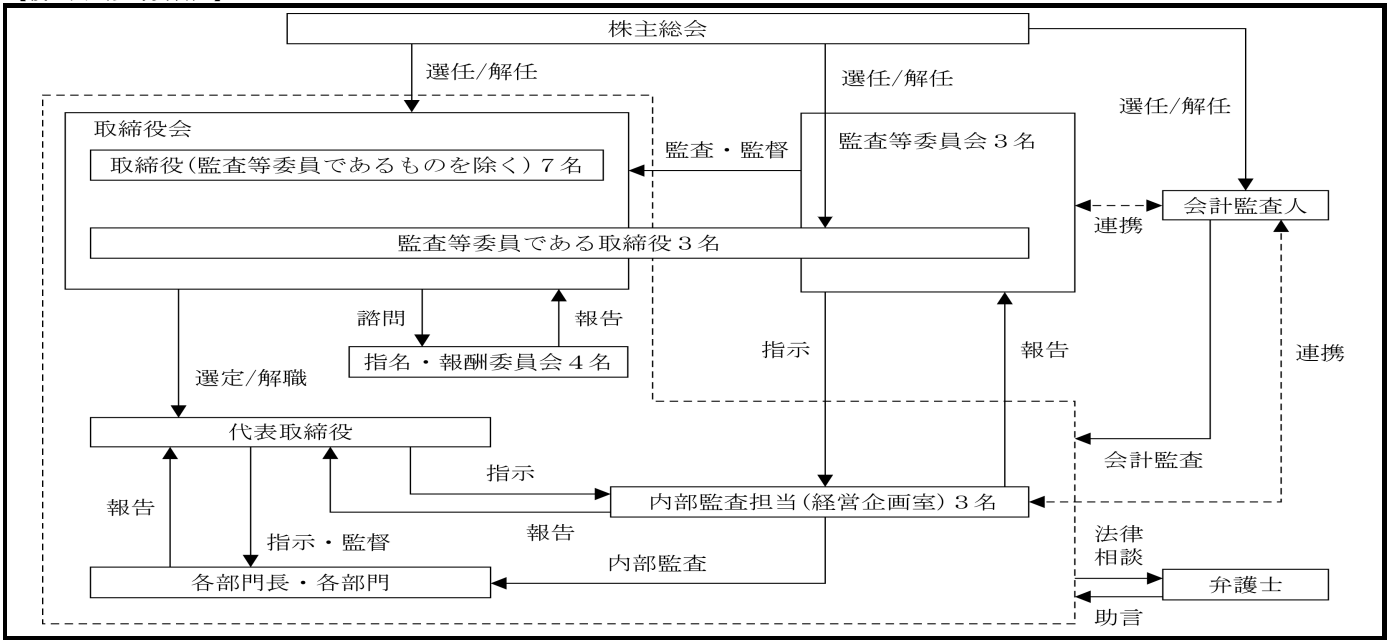 株主総会
選任/解任
選任/解任
選任/解任
取締役会
取締役(監査等委員であるものを除く)7名
監査・監督
監査等委員会3名
会計監査人
連携
監査等委員である取締役3名
諮問
報告
指名・報酬委員会4名
指示
報告
連携
選定/解職
代表取締役
会計監査
指示
報告
内部監査担当(経営企画室)3名
報告
指示・監督
内部監査
各部門長・各部門
法律
相談
弁護士
助言